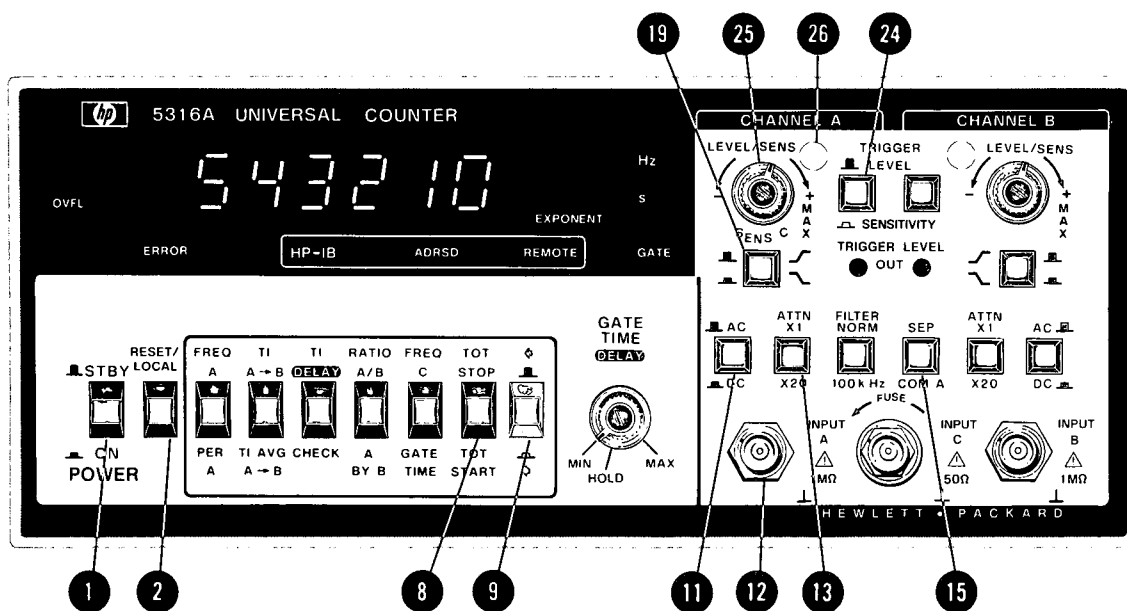 19 25 26 24
hp 5316A UNIVERSAL COUNTER
CHANNEL A CHANNEL B
543210
Hz
s
OVFL
EXPONENT
ERROR HP-IB ADRSD REMOTE GATE
LEVEL/SENS TRIGGER LEVEL LEVEL/SENS
- + MAX
SENS C
SENSITIVITY
- + MAX
TRIGGER LEVEL
OUT
STBY
RESET/
LOCAL
FREQ A
TI A→B
TI DELAY
RATIO A/B
FREQ C
TOT STOP
ON
POWER
PER A
TI AVG A→B
CHECK
A BY B
GATE TIME
TOT START
GATE
TIME
DELAY
MIN MAX
HOLD
AC
DC
ATTN
X1
X20
FILTER
NORM
100kHz
SEP
COM A
ATTN
X1
X20
AC
DC
FUSE
INPUT
A
1MΩ
INPUT
C
50Ω
INPUT
B
1MΩ
HEWLETT • PACKARD
1 2 8 9 11 12 13 15